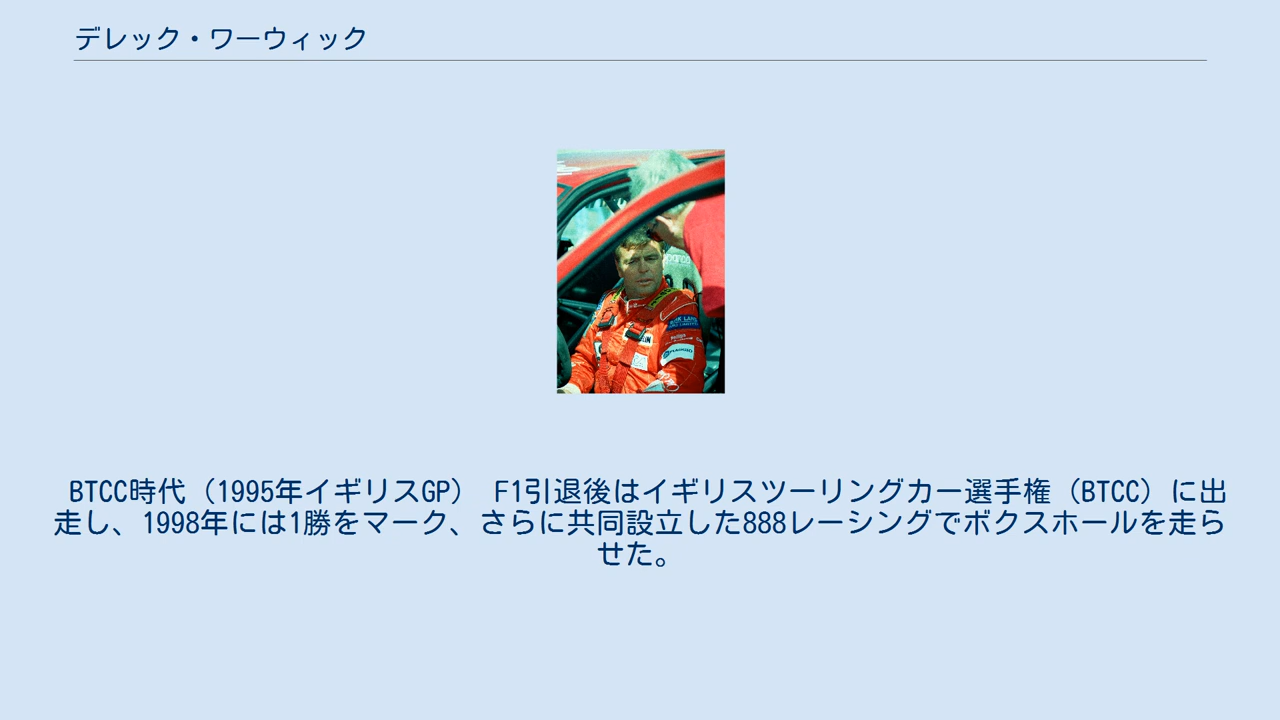 デレック・ワーウィック
BTCC時代（1995年イギリスGP） F1引退後はイギリスツーリングカー選手権（BTCC）に出
走し、1998年には1勝をマーク、さらに共同設立した888レーシングでボクスホールを走ら
せた。